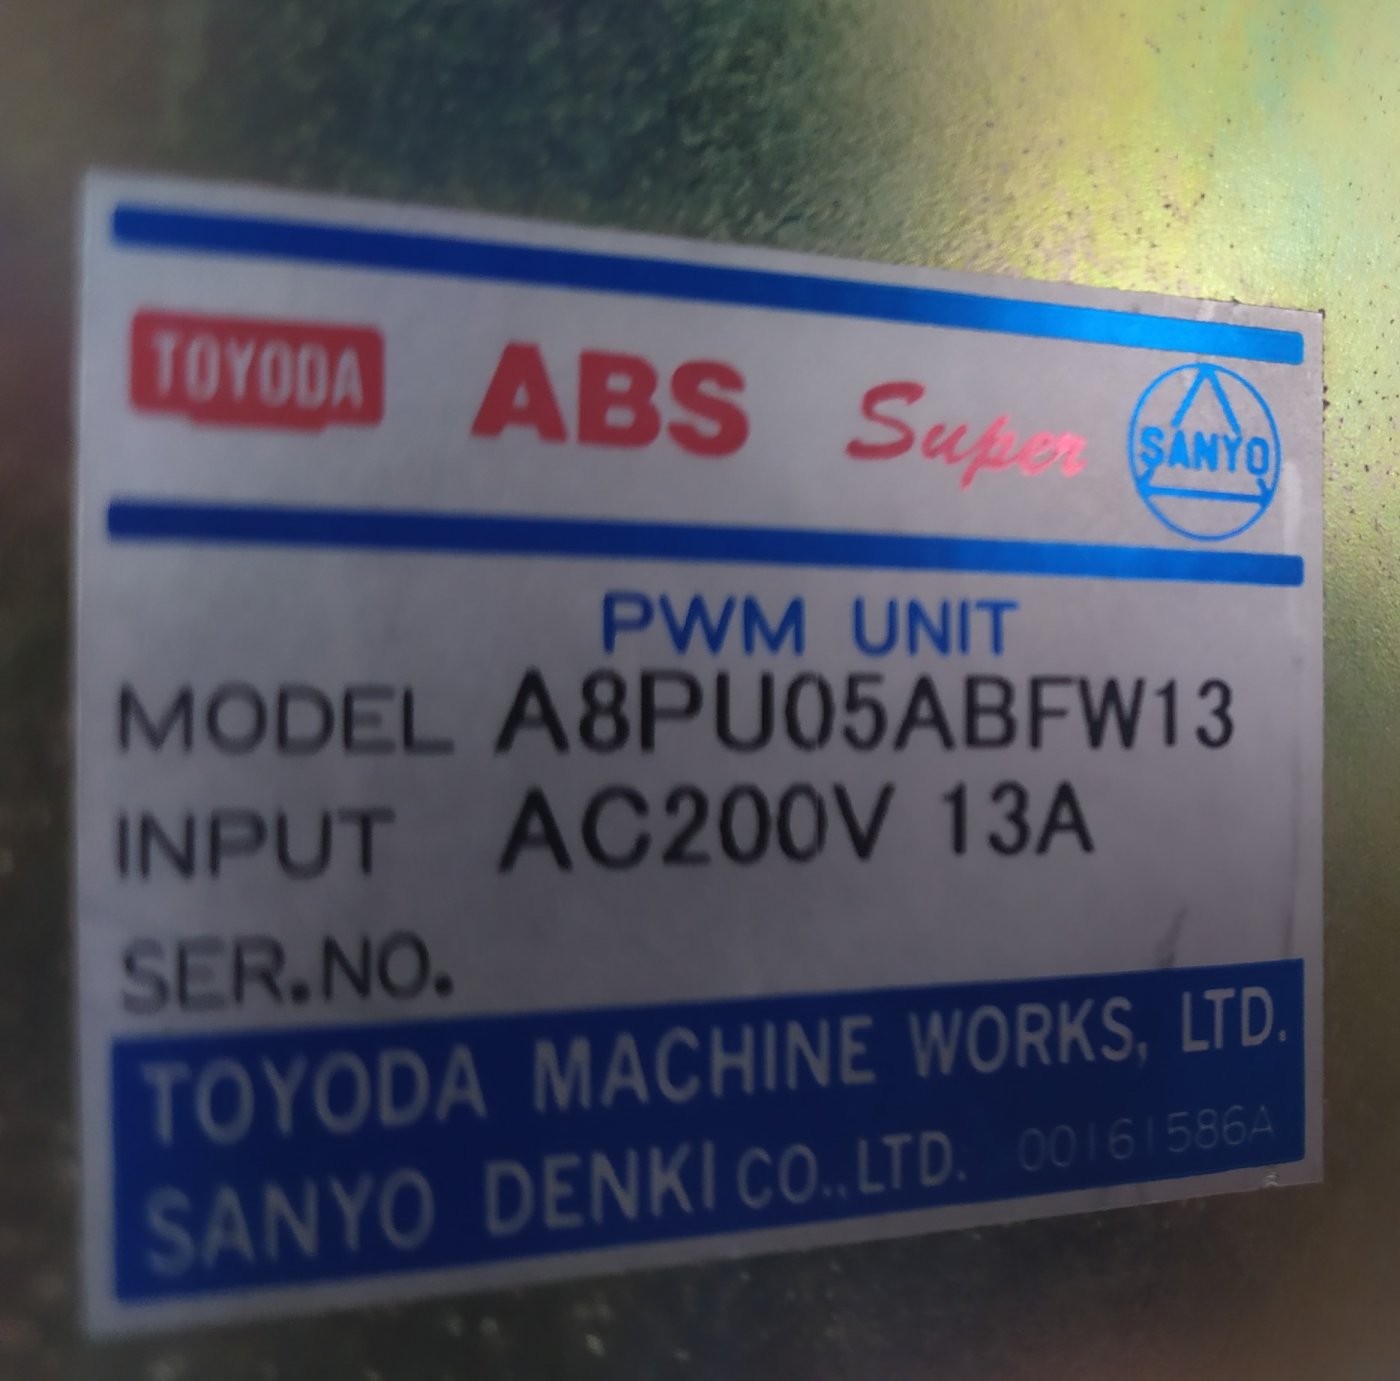 TOYODA ABS Super SANYO
PWM UNIT
MODEL A8PU05ABFW13
INPUT AC200V 13A
SER.NO.
TOYODA MACHINE WORKS, LTD.
SANYO DENKI CO.,LTD. 00161586A